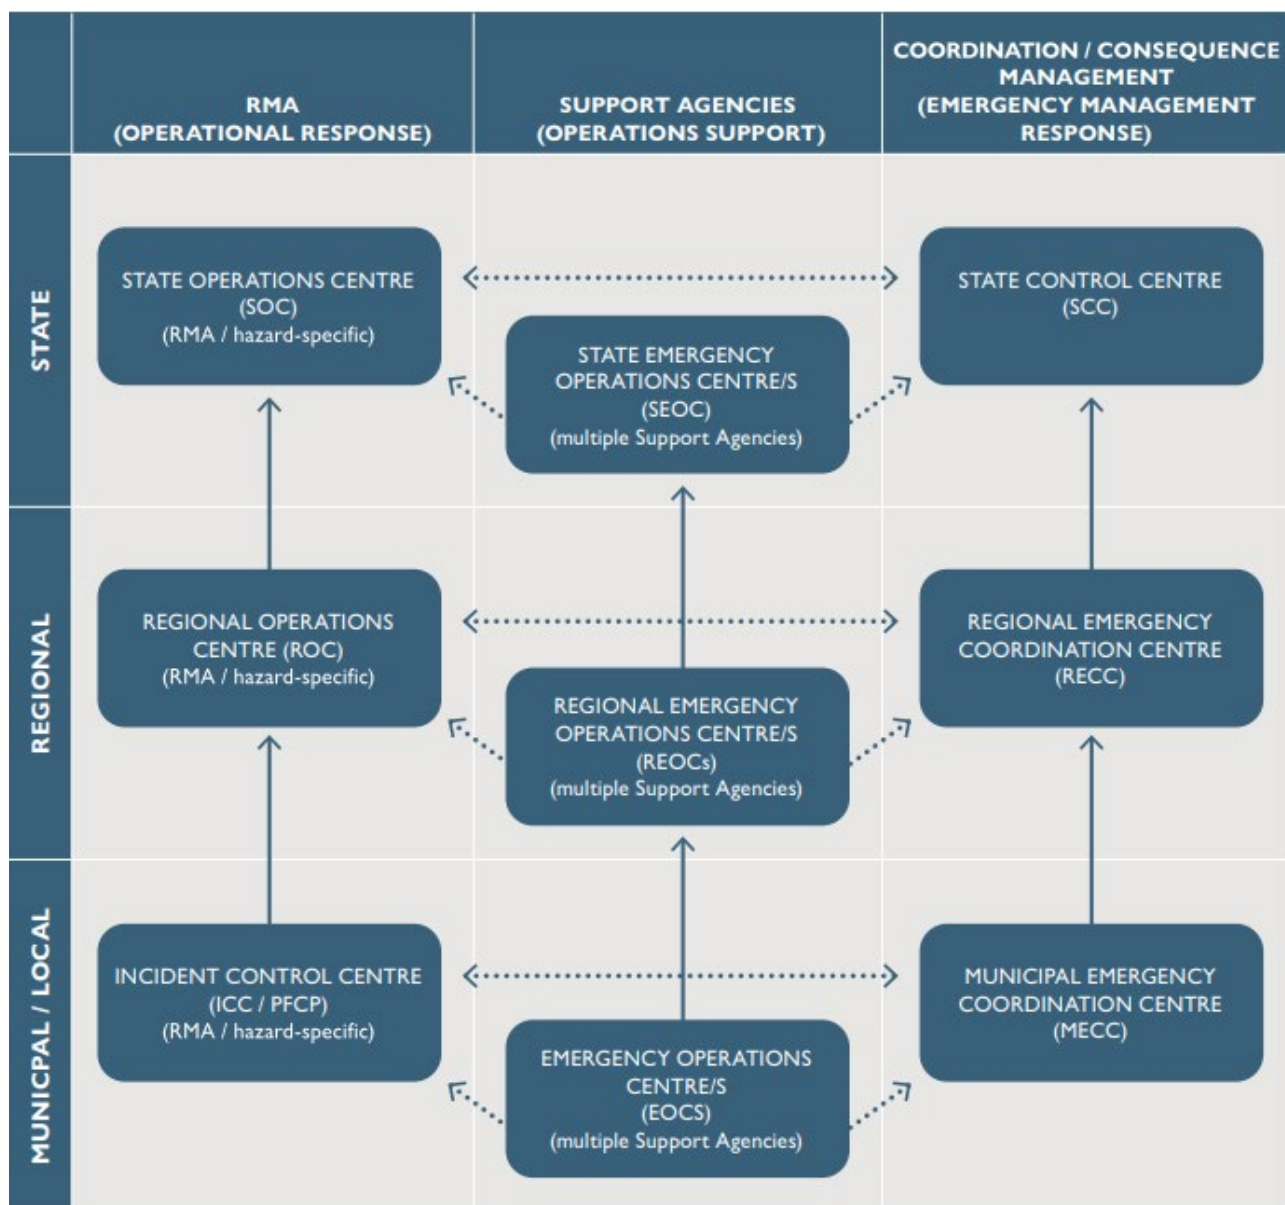 RMA
(OPERATIONAL RESPONSE)
SUPPORT AGENCIES
(OPERATIONS SUPPORT)
COORDINATION / CONSEQUENCE
MANAGEMENT
(EMERGENCY MANAGEMENT
RESPONSE)
STATE
STATE OPERATIONS CENTRE
(SOC)
(RMA / hazard-specific)
STATE EMERGENCY
OPERATIONS CENTRE/S
(SEOC)
(multiple Support Agencies)
STATE CONTROL CENTRE
(SCC)
REGIONAL
REGIONAL OPERATIONS
CENTRE (ROC)
(RMA / hazard-specific)
REGIONAL EMERGENCY
OPERATIONS CENTRE/S
(REOCs)
(multiple Support Agencies)
REGIONAL EMERGENCY
COORDINATION CENTRE
(RECC)
MUNICPAL / LOCAL
INCIDENT CONTROL CENTRE
(ICC / PFCP)
(RMA / hazard-specific)
EMERGENCY OPERATIONS
CENTRE/S
(EOCS)
(multiple Support Agencies)
MUNICIPAL EMERGENCY
COORDINATION CENTRE
(MECC)